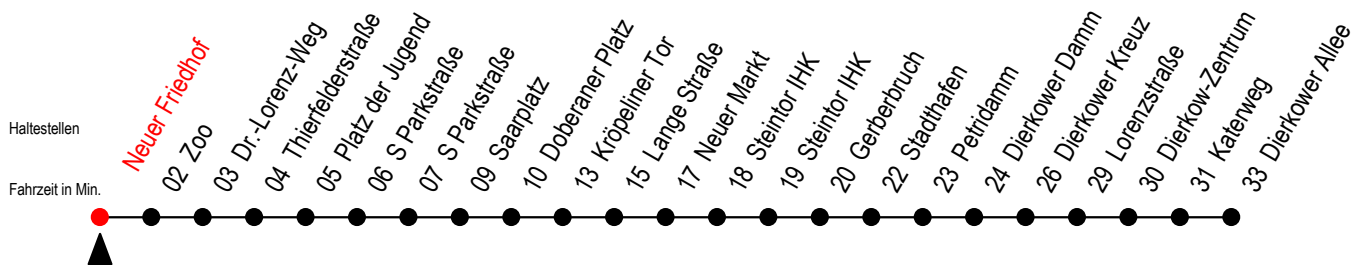 Haltestellen
Fahrzeit in Min.
Neuer Friedhof
02 Zoo
03 Dr.-Lorenz-Weg
04 Thierfelderstraße
05 Platz der Jugend
06 S Parkstraße
07 S Parkstraße
09 Saarplatz
10 Doberaner Platz
13 Kröpeliner Tor
15 Lange Straße
17 Neuer Markt
18 Steintor IHK
19 Steintor IHK
20 Gerberbruch
22 Stadthafen
23 Petridamm
24 Dierkower Damm
26 Dierkower Kreuz
29 Lorenzstraße
30 Dierkow-Zentrum
31 Katenweg
33 Dierkower Allee